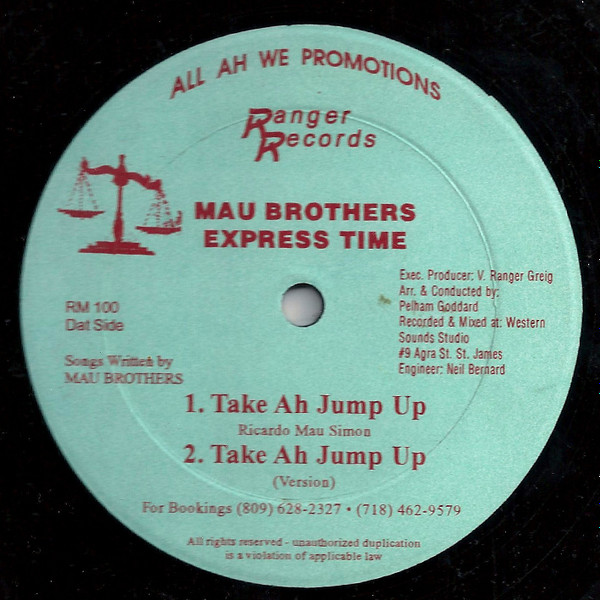 ALL AH WE PROMOTIONS
Ranger
Records
MAU BROTHERS
EXPRESS TIME
Exec. Producer: V. Ranger Greig
Arr. & Conducted by:
Pelham Goddard
Recorded & Mixed at: Western
Sounds Studio
#9 Agra St. St. James
Engineer: Neil Bernard
RM 100
Dat Side
Songs Written by
MAU BROTHERS
1. Take Ah Jump Up
Ricardo Mau Simon
2. Take Ah Jump Up
(Version)
For Bookings (809) 628-2327 • (718) 462-9579
All rights reserved - unauthorized duplication
is a violation of applicable law